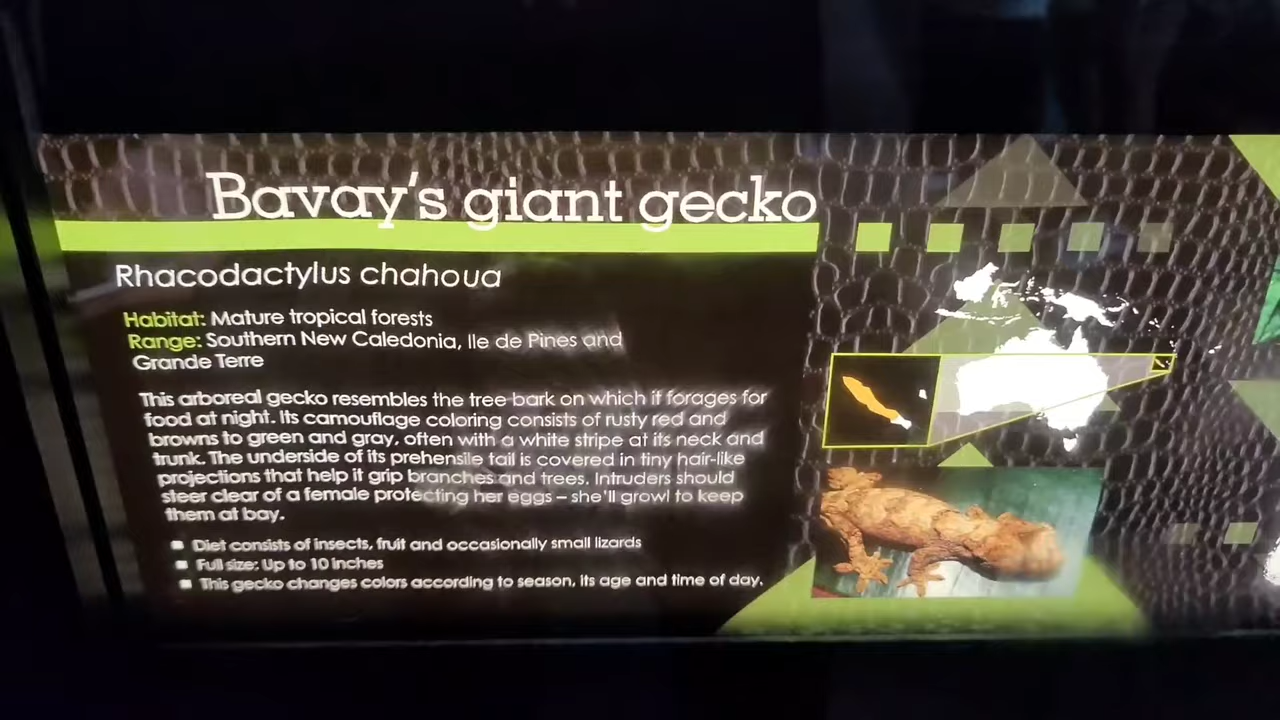 Bavay's giant gecko
Rhacodactylus chahoua
Habitat: Mature tropical forests
Range: Southern New Caledonia, Ile de Pines and
Grande Terre
This arboreal gecko resembles the tree bark on which it forages for
food at night. Its camouflage coloring consists of rusty red and
browns to green and gray, often with a white stripe at its neck and
trunk. The underside of its prehensile tail is covered in tiny hair-like
projections that help it grip branches and trees. Intruders should
steer clear of a female protecting her eggs – she'll growl to keep
them at bay.
Diet consists of insects, fruit and occasionally small lizards
Full size: Up to 10 inches
This gecko changes colors according to season, its age and time of day.